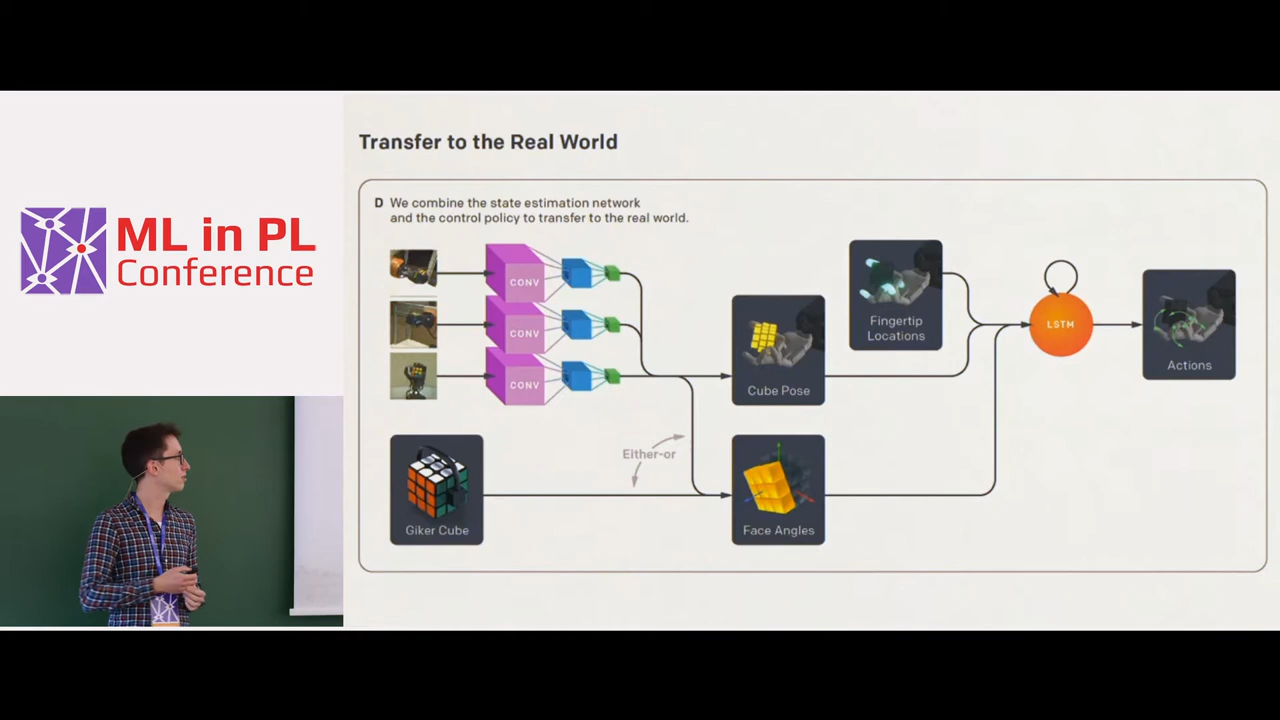 ML in PL
Conference
Transfer to the Real World
D We combine the state estimation network
and the control policy to transfer to the real world.
CONV
CONV
CONV
Fingertip
Locations
LSTM
Actions
Cube Pose
Either-or
Giker Cube
Face Angles